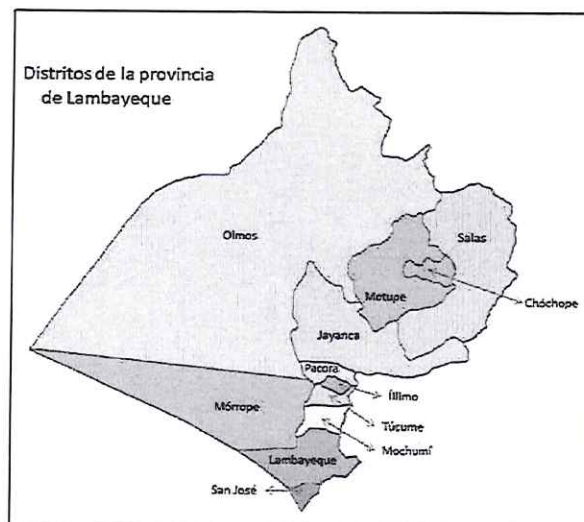 Distritos de la provincia
de Lambayeque
Olmos
Salas
Motupe
Chóchope
Jayanca
Pacora
Íllimo
Mórrope
Túcume
Mochumí
Lambayeque
San José